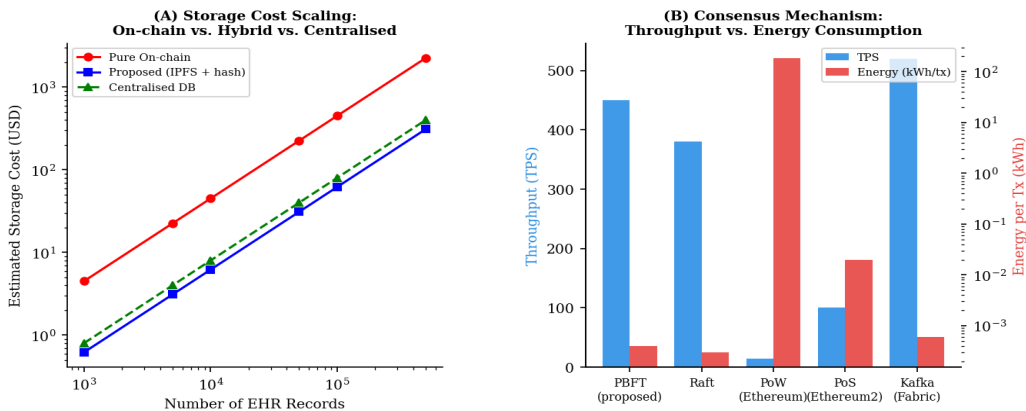 (A) Storage Cost Scaling:
On-chain vs. Hybrid vs. Centralised
Pure On-chain
Proposed (IPFS + hash)
Centralised DB
Estimated Storage Cost (USD)
10³
10²
10¹
10⁰
10³
10⁴
10⁵
Number of EHR Records
(B) Consensus Mechanism:
Throughput vs. Energy Consumption
TPS
Energy (kWh/tx)
Throughput (TPS)
500
400
300
200
100
0
10²
10¹
10⁰
10⁻¹
10⁻²
10⁻³
Energy per Tx (kWh)
PBFT
(proposed)
Raft
PoW
(Ethereum)
PoS
(Ethereum2)
Kafka
(Fabric)